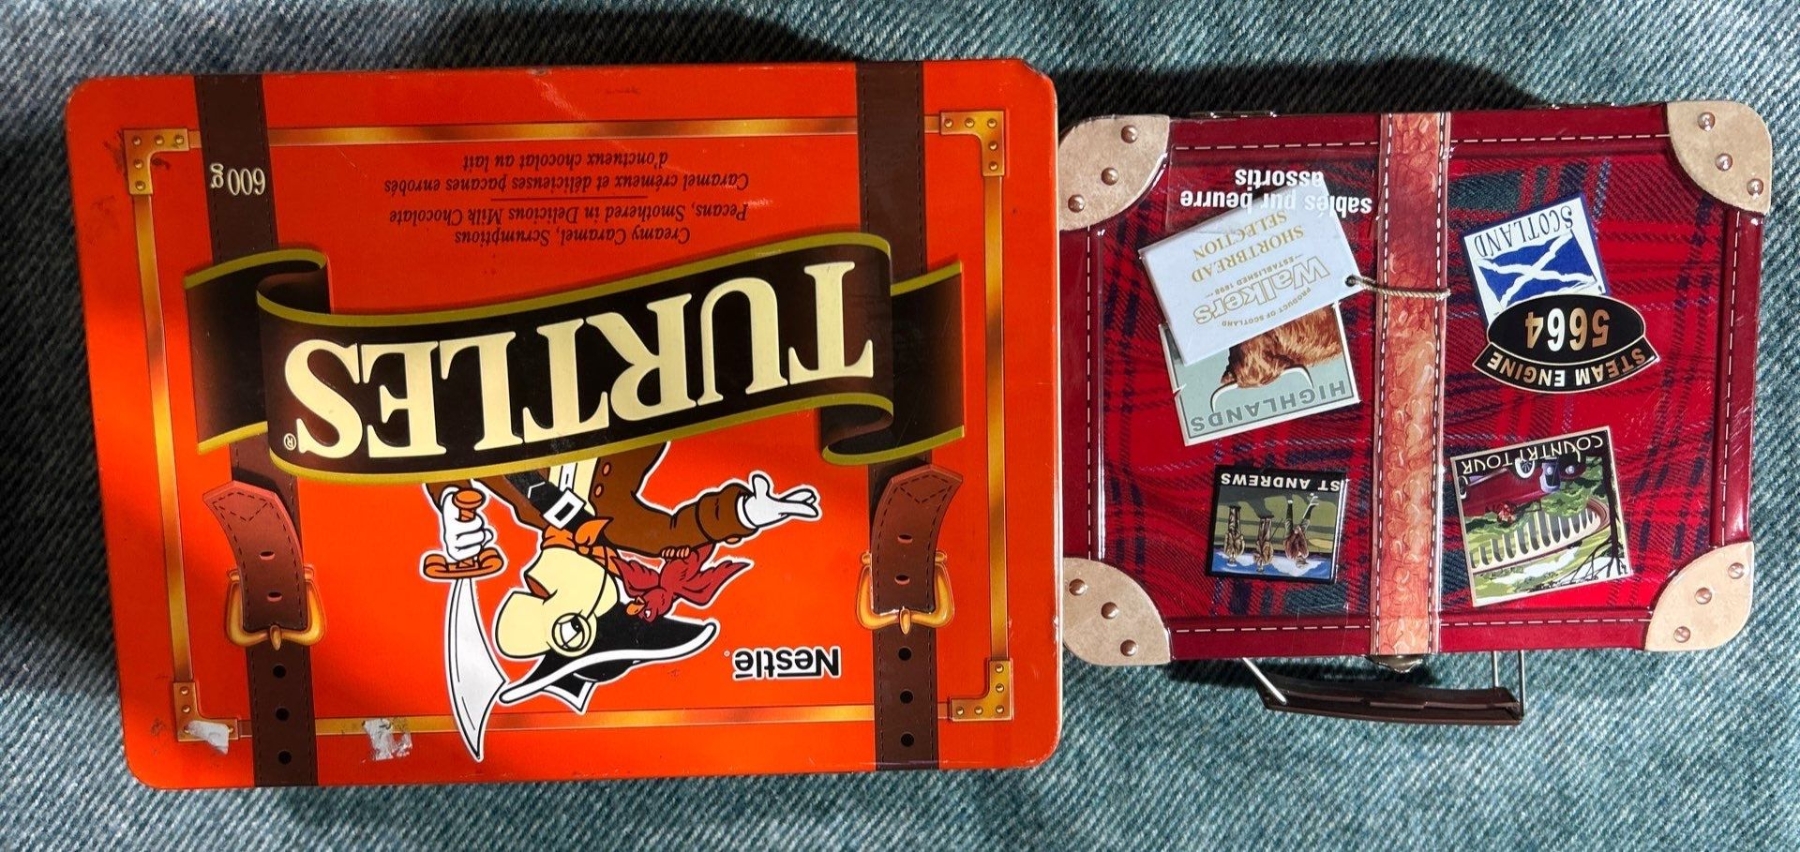 Nestlé®
TURTLES®
Creamy Caramel, Scrumptious
Pecans, Smothered in Delicious Milk Chocolate
Caramel crémeux et délicieuses pacanes enrobés
d'onctueux chocolat au lait
600 g
COUNTRY TOUR
ST ANDREWS
STEAM ENGINE
5664
SCOTLAND
HIGHLANDS
PRODUCT OF SCOTLAND
Walkers
—ESTABLISHED 1898—
SHORTBREAD
SELECTION
sablés pur beurre
assortis